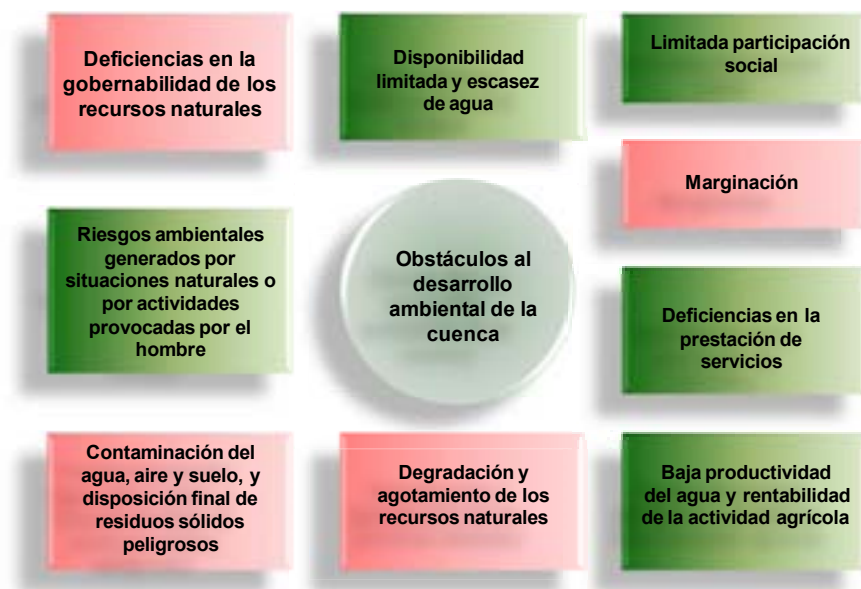 Deficiencias en la
gobernabilidad de los
recursos naturales
Disponibilidad
limitada y escasez
de agua
Limitada participación
social
Marginación
Riesgos ambientales
generados por
situaciones naturales o
por actividades
provocadas por el
hombre
Obstáculos al
desarrollo
ambiental de la
cuenca
Deficiencias en la
prestación de
servicios
Contaminación del
agua, aire y suelo, y
disposición final de
residuos sólidos
peligrosos
Degradación y
agotamiento de los
recursos naturales
Baja productividad
del agua y rentabilidad
de la actividad agrícola